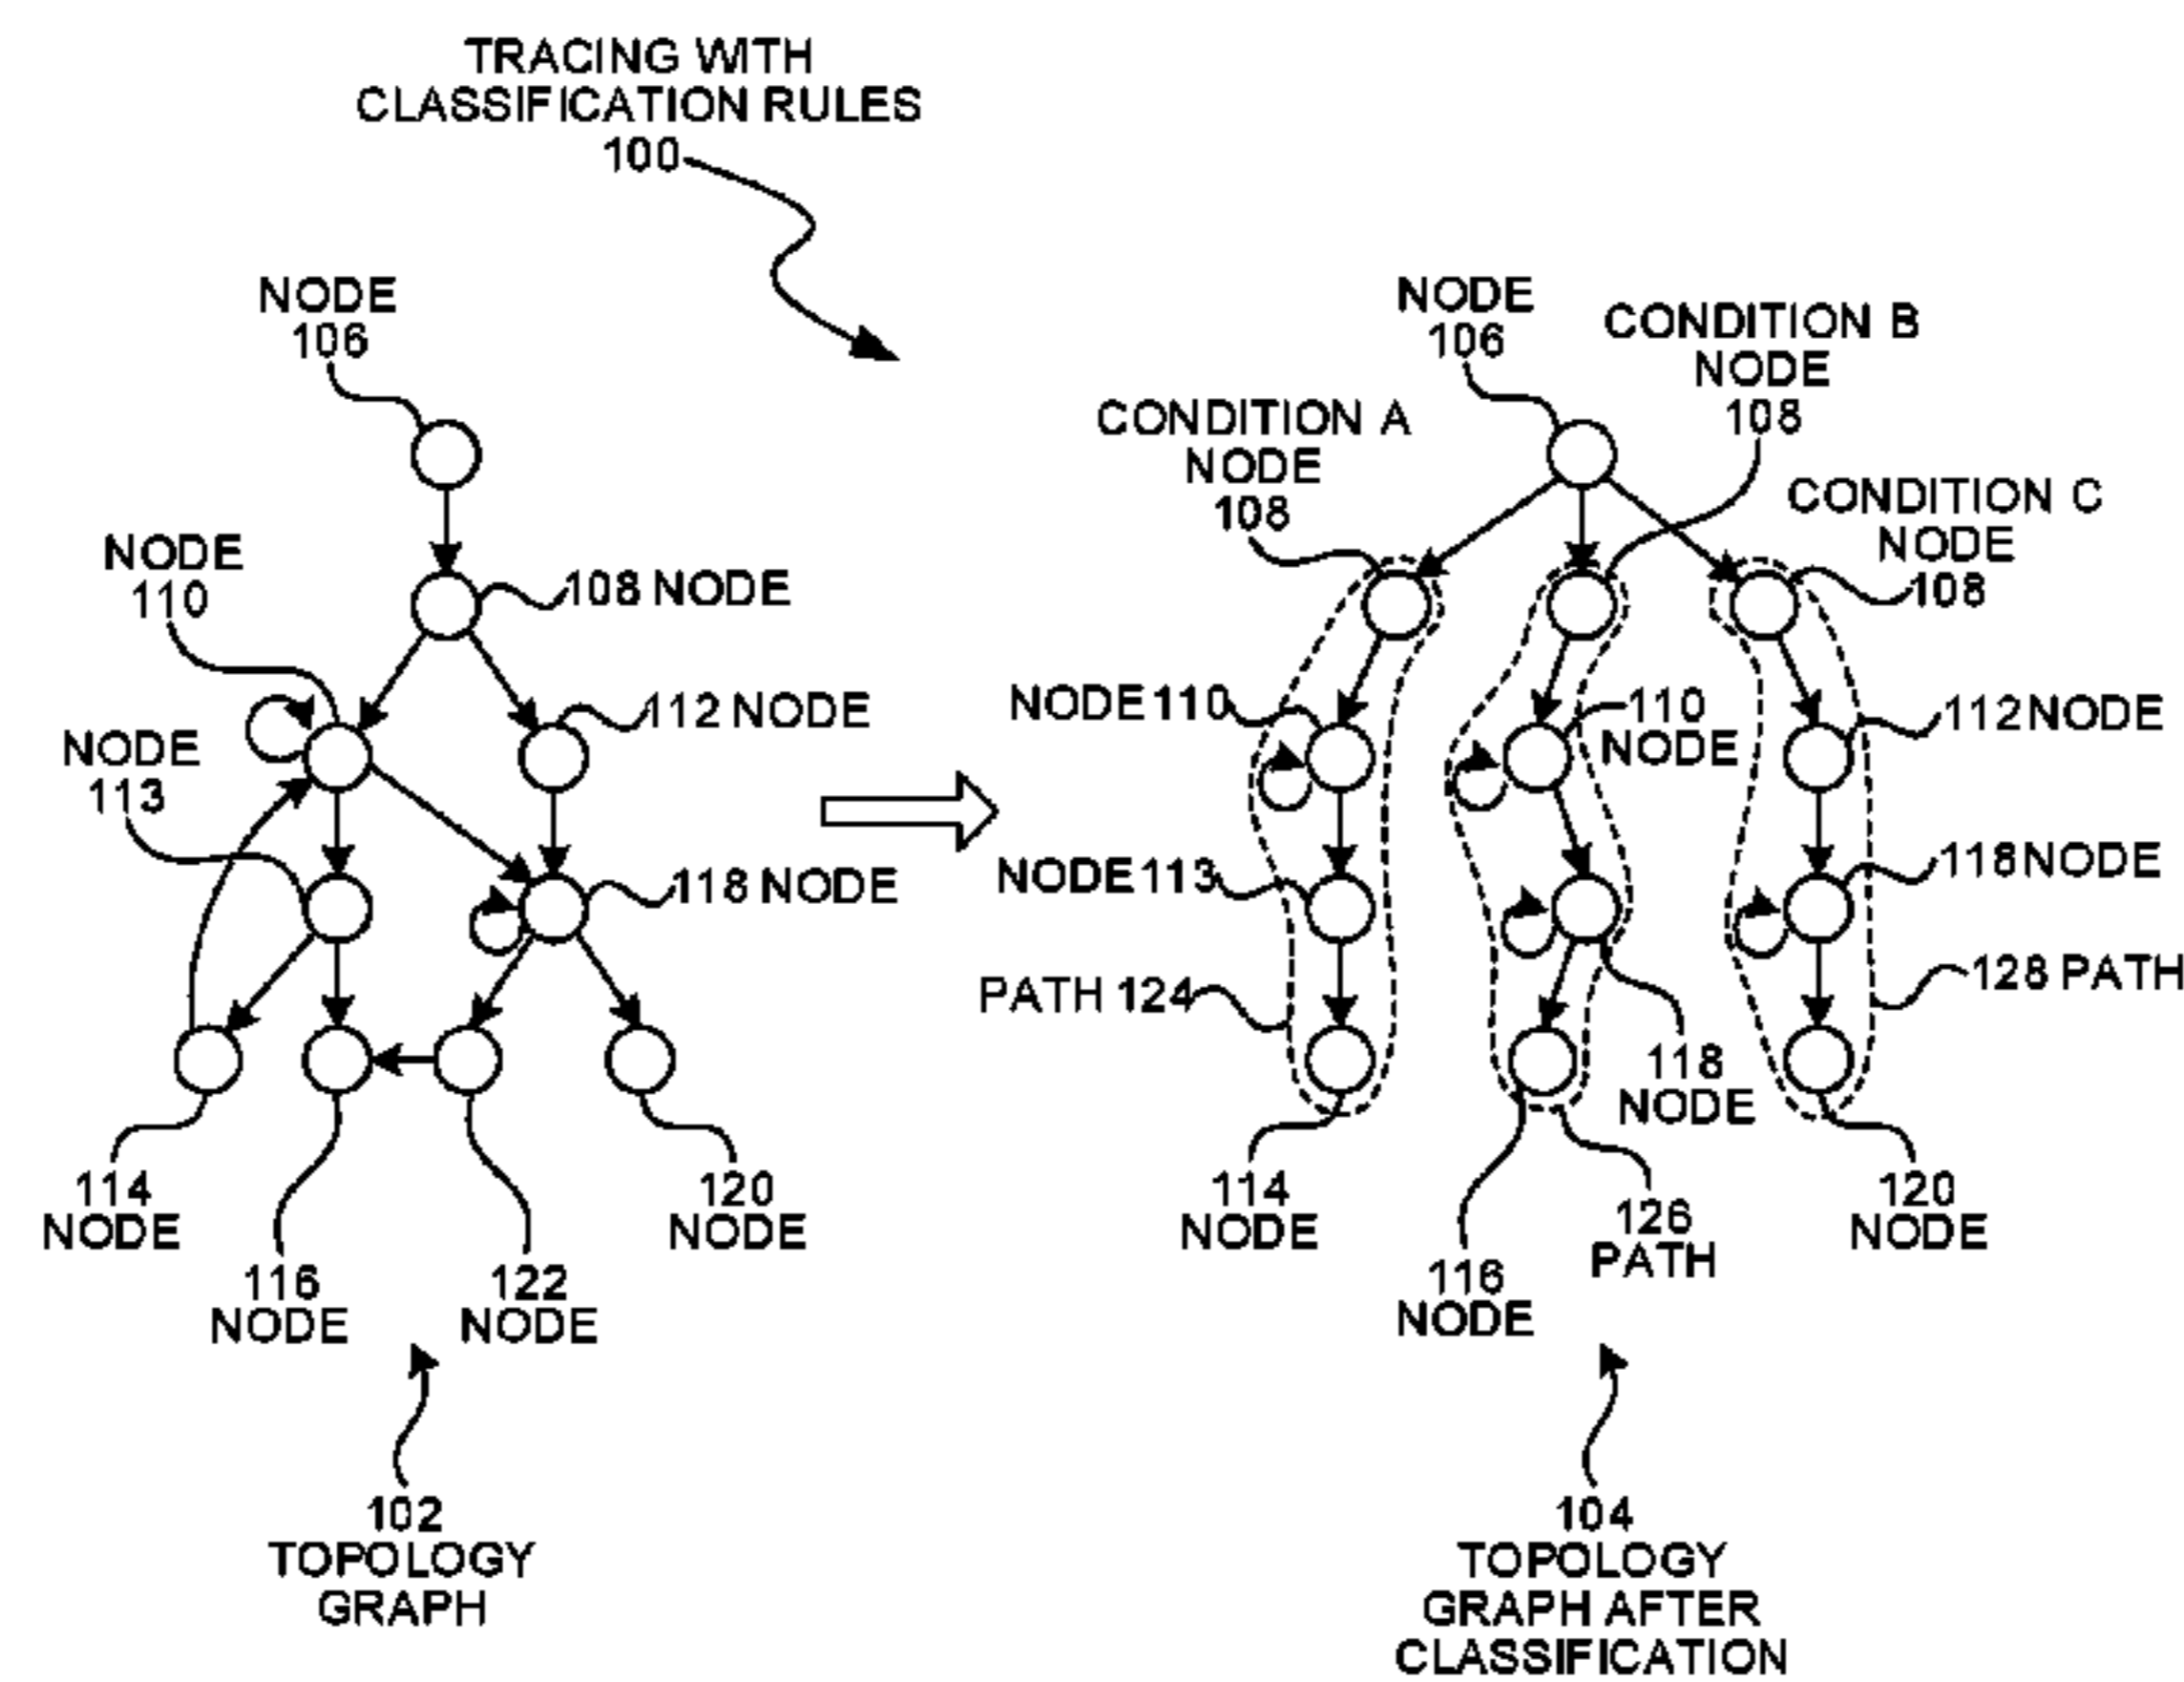 TRACING WITH
CLASSIFICATION RULES
100
NODE
106
NODE
110
108 NODE
112 NODE
NODE
113
118 NODE
114
NODE
116
NODE
122
NODE
120
NODE
102
TOPOLOGY
GRAPH
NODE
106
CONDITION A
NODE
108
CONDITION B
NODE
108
CONDITION C
NODE
108
NODE 110
110
NODE
112 NODE
NODE 113
118 NODE
PATH 124
128 PATH
118
NODE
114
NODE
116
NODE
126
PATH
120
NODE
104
TOPOLOGY
GRAPH AFTER
CLASSIFICATION